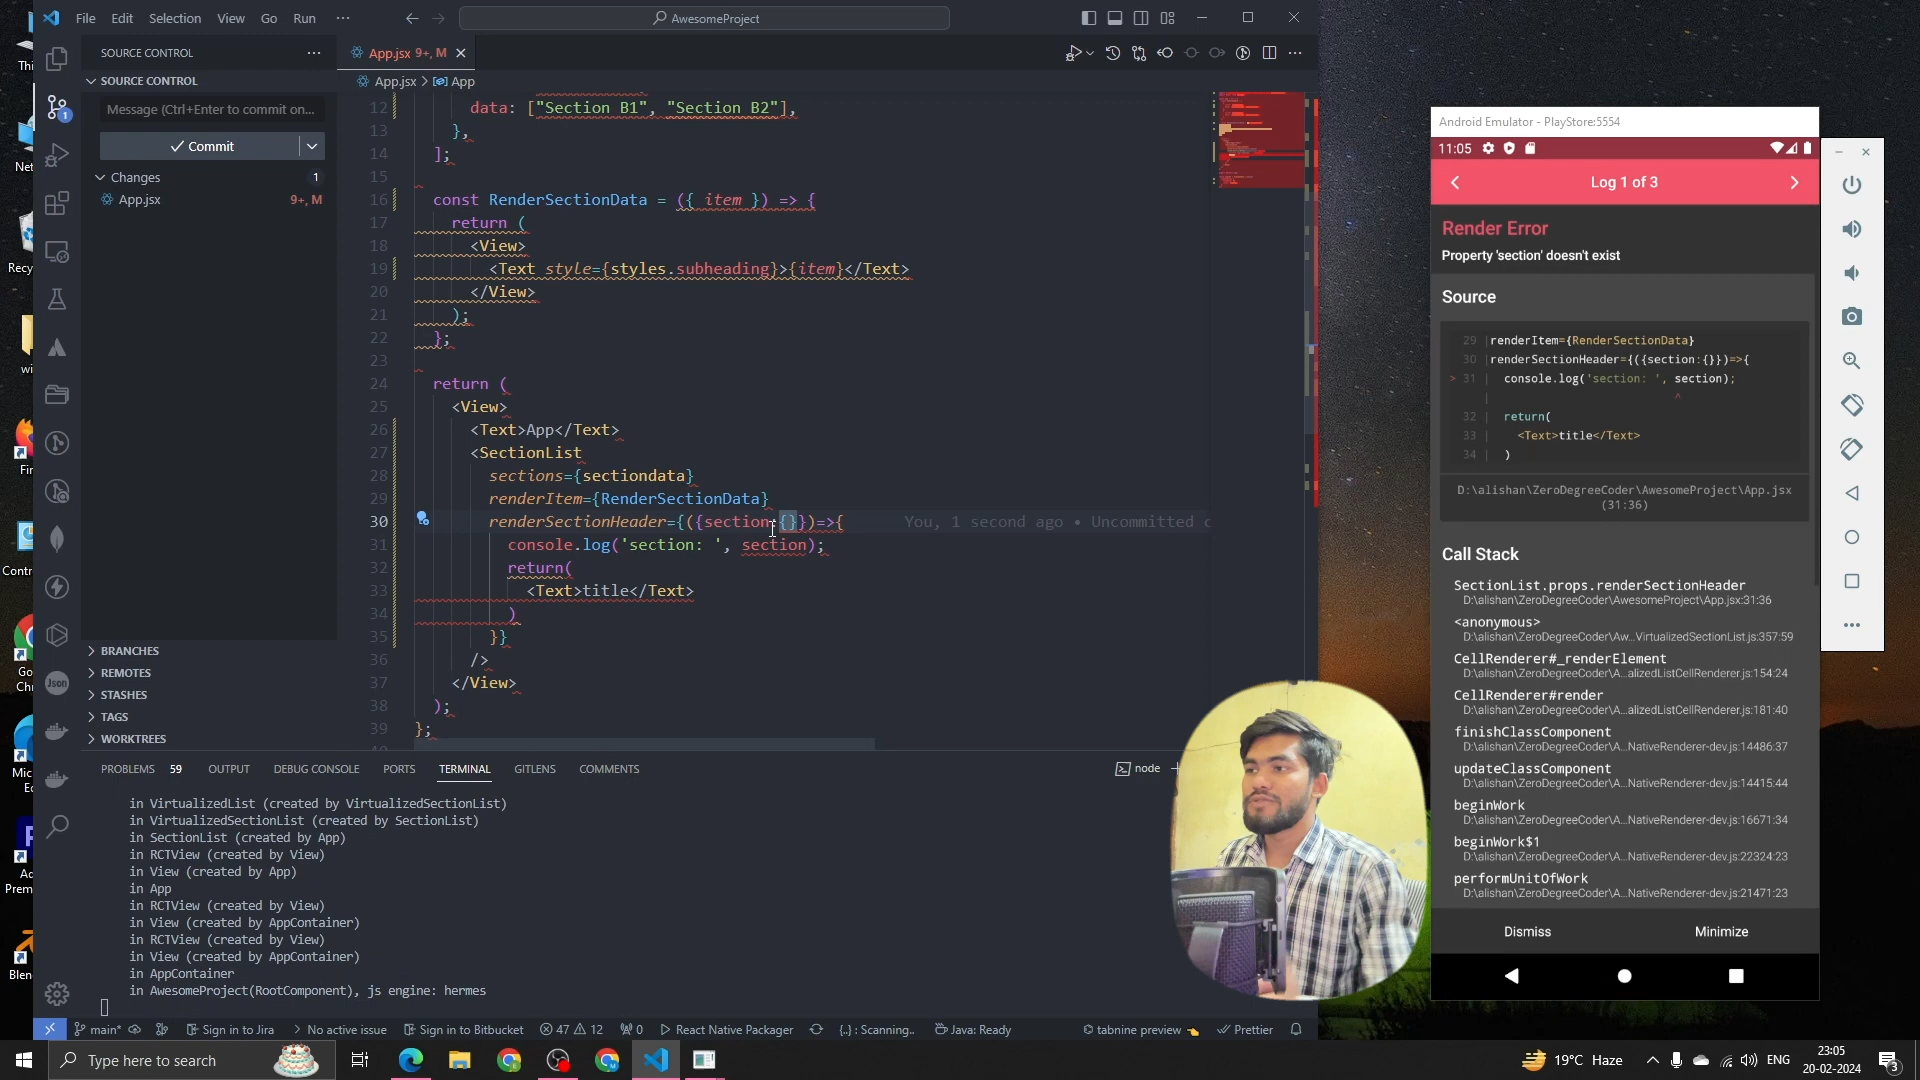 File Edit Selection View Go Run ···
AwesomeProject
SOURCE CONTROL
SOURCE CONTROL
Message (Ctrl+Enter to commit on...
Commit
Changes 1
App.jsx 9+, M
BRANCHES
REMOTES
STASHES
TAGS
WORKTREES
App.jsx 9+, M
App.jsx > App
12 data: ["Section B1", "Section B2"],
13 },
14 ];
15
16 const RenderSectionData = ({ item }) => {
17 return (
18 <View>
19 <Text style={styles.subheading}>{item}</Text>
20 </View>
21 );
22 };
23
24 return (
25 <View>
26 <Text>App</Text>
27 <SectionList
28 sections={sectiondata}
29 renderItem={RenderSectionData}
30 renderSectionHeader={({section:{}})=>{ You, 1 second ago • Uncommitted c
31 console.log('section: ', section);
32 return(
33 <Text>title</Text>
34 )
35 }}
36 />
37 </View>
38 );
39 };
PROBLEMS 59 OUTPUT DEBUG CONSOLE PORTS TERMINAL GITLENS COMMENTS
node
in VirtualizedList (created by VirtualizedSectionList)
in VirtualizedSectionList (created by SectionList)
in SectionList (created by App)
in RCTView (created by View)
in View (created by App)
in App
in RCTView (created by View)
in View (created by AppContainer)
in RCTView (created by View)
in View (created by AppContainer)
in AppContainer
in AwesomeProject(RootComponent), js engine: hermes
main* Sign in to Jira No active issue Sign in to Bitbucket 47 12 0 React Native Packager {..} : Scanning.. Java: Ready tabnine preview Prettier
Android Emulator - PlayStore:5554
11:05
Log 1 of 3
Render Error
Property 'section' doesn't exist
Source
29 |renderItem={RenderSectionData}
30 |renderSectionHeader={({section:{}})=>{
> 31 | console.log('section: ', section);
| ^
32 | return(
33 | <Text>title</Text>
34 | )
D:\alishan\ZeroDegreeCoder\AwesomeProject\App.jsx
(31:36)
Call Stack
SectionList.props.renderSectionHeader
D:\alishan\ZeroDegreeCoder\AwesomeProject\App.jsx:31:36
<anonymous>
D:\alishan\ZeroDegreeCoder\Aw...VirtualizedSectionList.js:357:59
CellRenderer#_renderElement
D:\alishan\ZeroDegreeCoder\A...alizedListCellRenderer.js:154:24
CellRenderer#render
D:\alishan\ZeroDegreeCoder\A...alizedListCellRenderer.js:181:40
finishClassComponent
D:\alishan\ZeroDegreeCoder\A...NativeRenderer-dev.js:14486:37
updateClassComponent
D:\alishan\ZeroDegreeCoder\A...NativeRenderer-dev.js:14415:44
beginWork
D:\alishan\ZeroDegreeCoder\A...NativeRenderer-dev.js:16671:34
beginWork$1
D:\alishan\ZeroDegreeCoder\A...NativeRenderer-dev.js:22324:23
performUnitOfWork
D:\alishan\ZeroDegreeCoder\A...NativeRenderer-dev.js:21471:23
Dismiss Minimize
Type here to search
19°C Haze ENG
23:05
20-02-2024
3